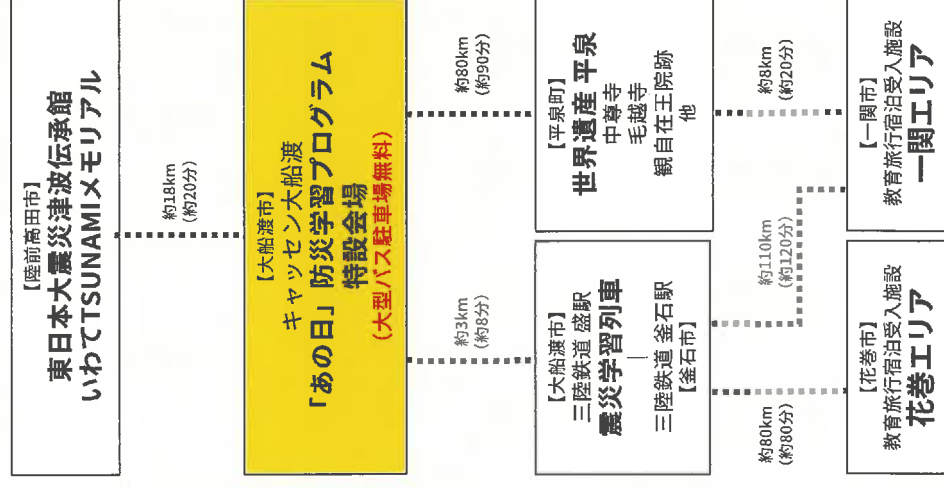 【陸前高田市】
東日本大震災津波伝承館
いわてTSUNAMIメモリアル
約18km
(約20分)
【大船渡市】
キャッセン大船渡
「あの日」防災学習プログラム
特設会場
(大型バス駐車場無料)
約3km
(約8分)
約80km
(約90分)
【大船渡市】
三陸鉄道 盛駅
震災学習列車
三陸鉄道 釜石駅
【釜石市】
【平泉町】
世界遺産 平泉
中尊寺
毛越寺
観自在王院跡
他
約80km
(約80分)
約110km
(約120分)
約8km
(約20分)
【花巻市】
教育旅行宿泊受入施設
花巻エリア
【一関市】
教育旅行宿泊受入施設
一関エリア